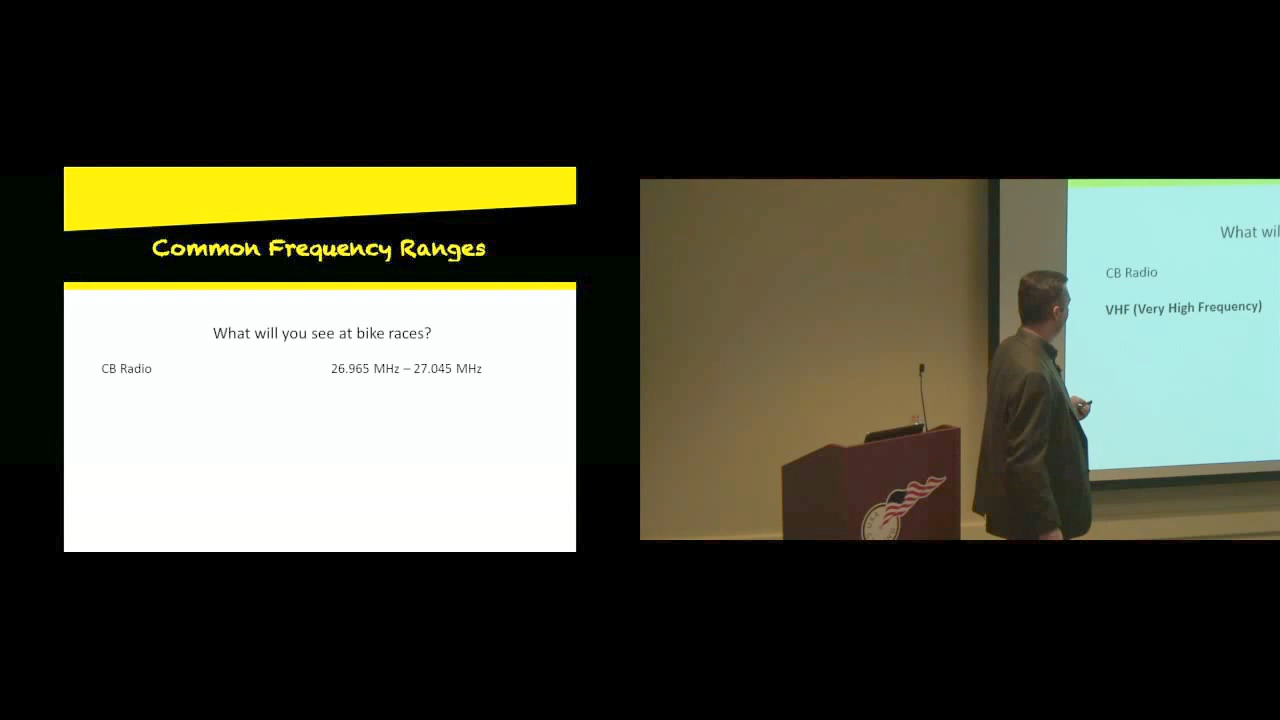 Common Frequency Ranges
What will you see at bike races?
CB Radio 26.965 MHz – 27.045 MHz
What wil
CB Radio
VHF (Very High Frequency)
USA